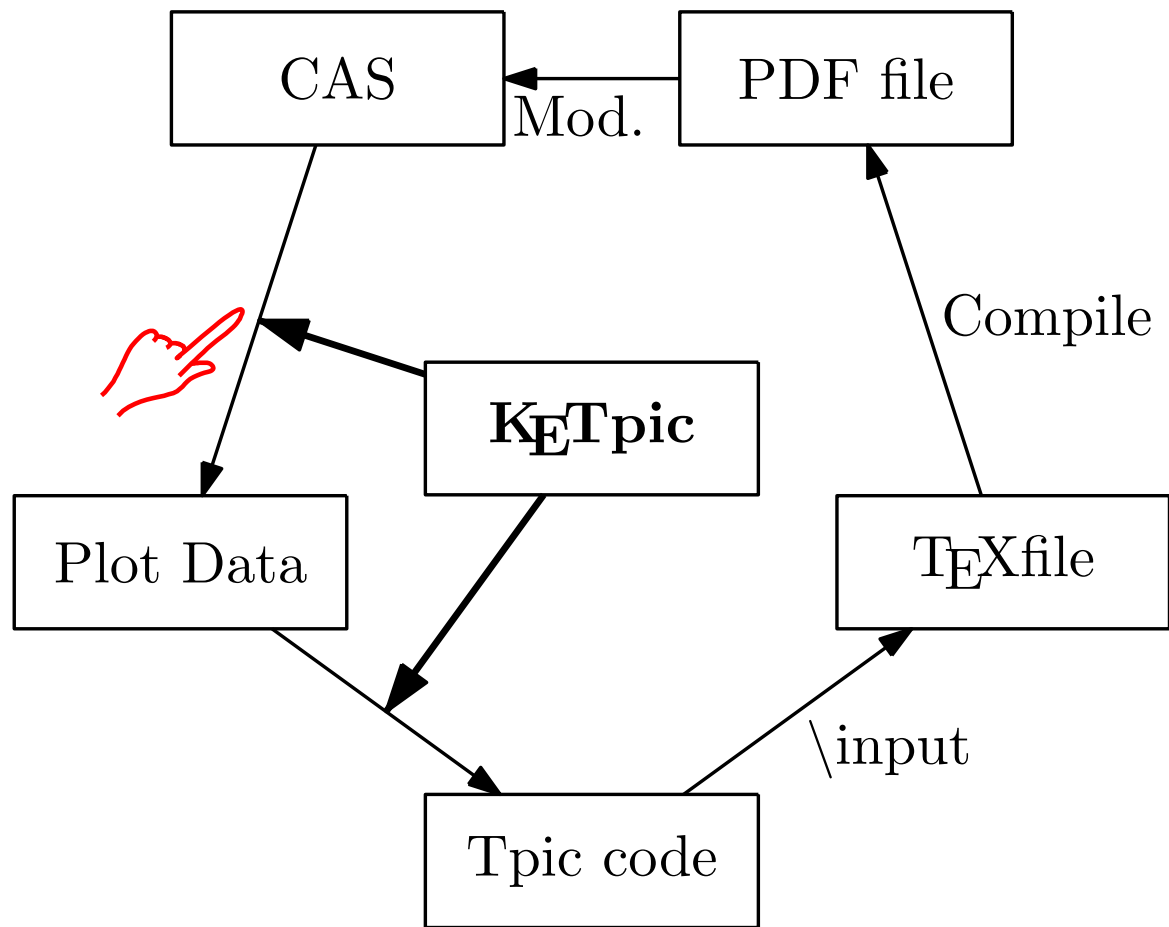 CAS
PDF file
Mod.
Compile
KETpic
Plot Data
TEXfile
\input
Tpic code